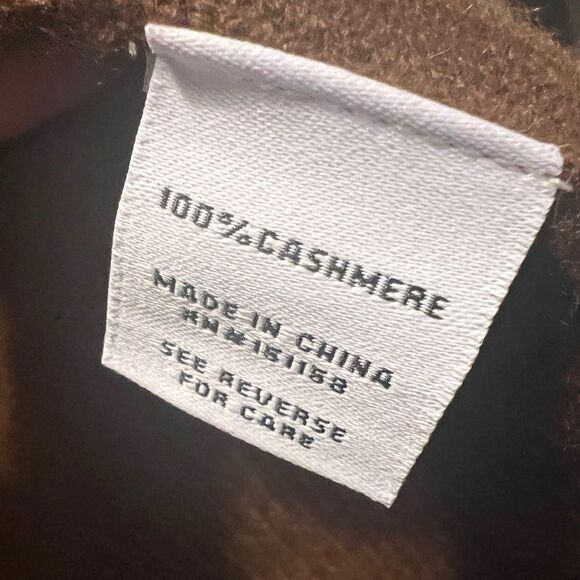 100%CASHMERE
MADE IN CHINA
RN#151158
SEE REVERSE
FOR CARE